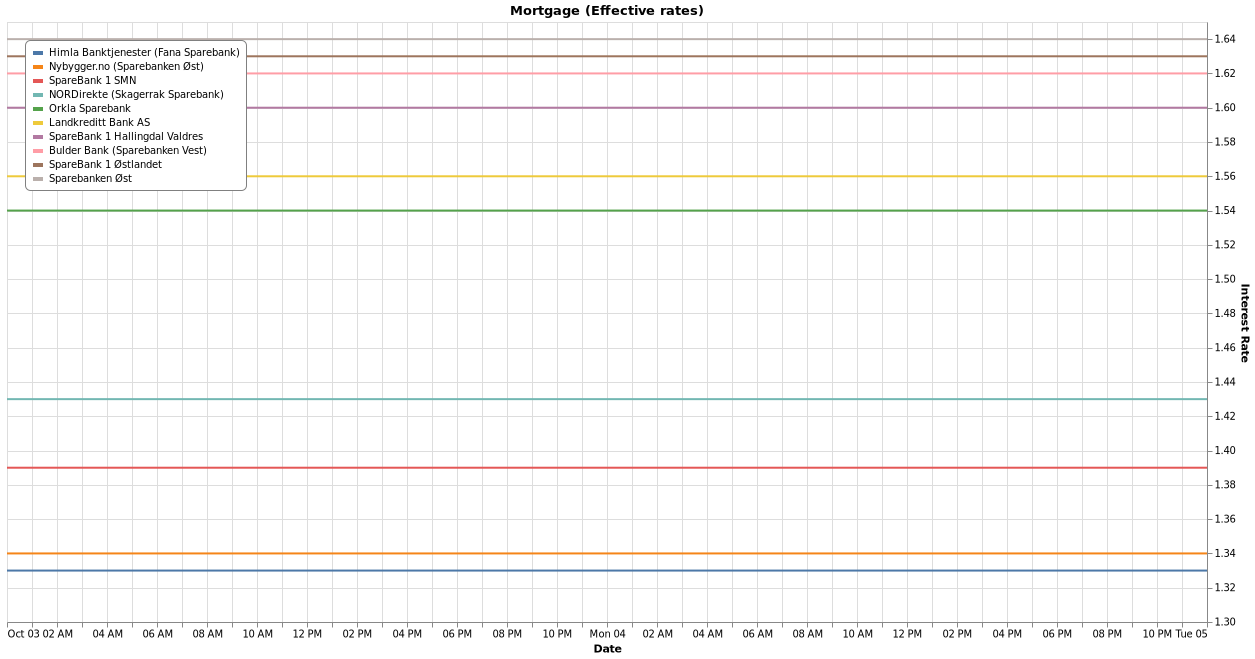 Mortgage (Effective rates)
Himla Banktjenester (Fana Sparebank)
Nybygger.no (Sparebanken Øst)
SpareBank 1 SMN
NORDirekte (Skagerrak Sparebank)
Orkla Sparebank
Landkreditt Bank AS
SpareBank 1 Hallingdal Valdres
Bulder Bank (Sparebanken Vest)
SpareBank 1 Østlandet
Sparebanken Øst
1.64
1.62
1.60
1.58
1.56
1.54
1.52
1.50
1.48
1.46
1.44
1.42
1.40
1.38
1.36
1.34
1.32
1.30
Interest Rate
Oct 03 02 AM 04 AM 06 AM 08 AM 10 AM 12 PM 02 PM 04 PM 06 PM 08 PM 10 PM Mon 04 02 AM 04 AM 06 AM 08 AM 10 AM 12 PM 02 PM 04 PM 06 PM 08 PM 10 PM Tue 05
Date